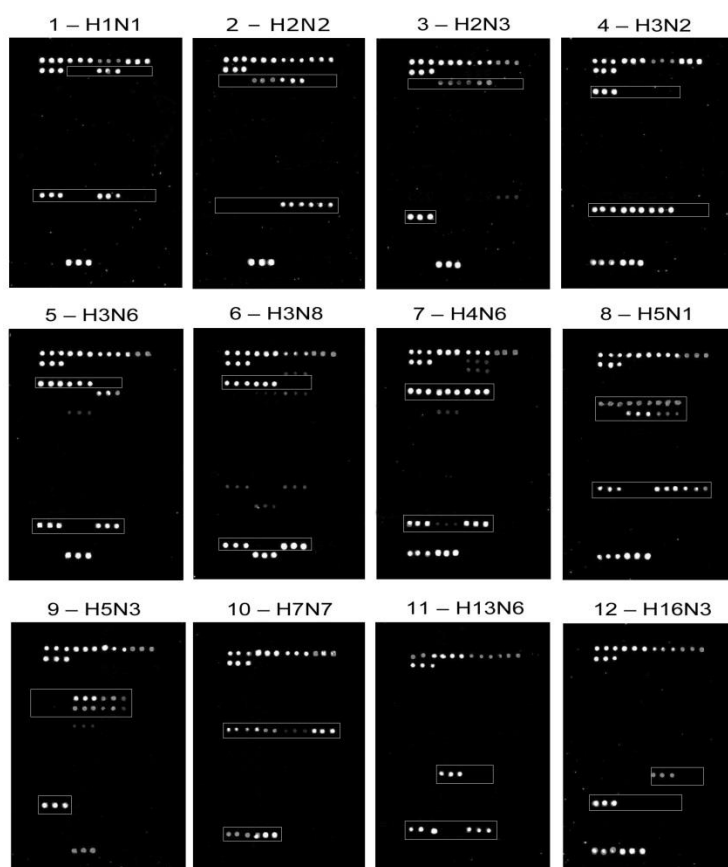 1 – H1N1
2 – H2N2
3 – H2N3
4 – H3N2
5 – H3N6
6 – H3N8
7 – H4N6
8 – H5N1
9 – H5N3
10 – H7N7
11 – H13N6
12 – H16N3